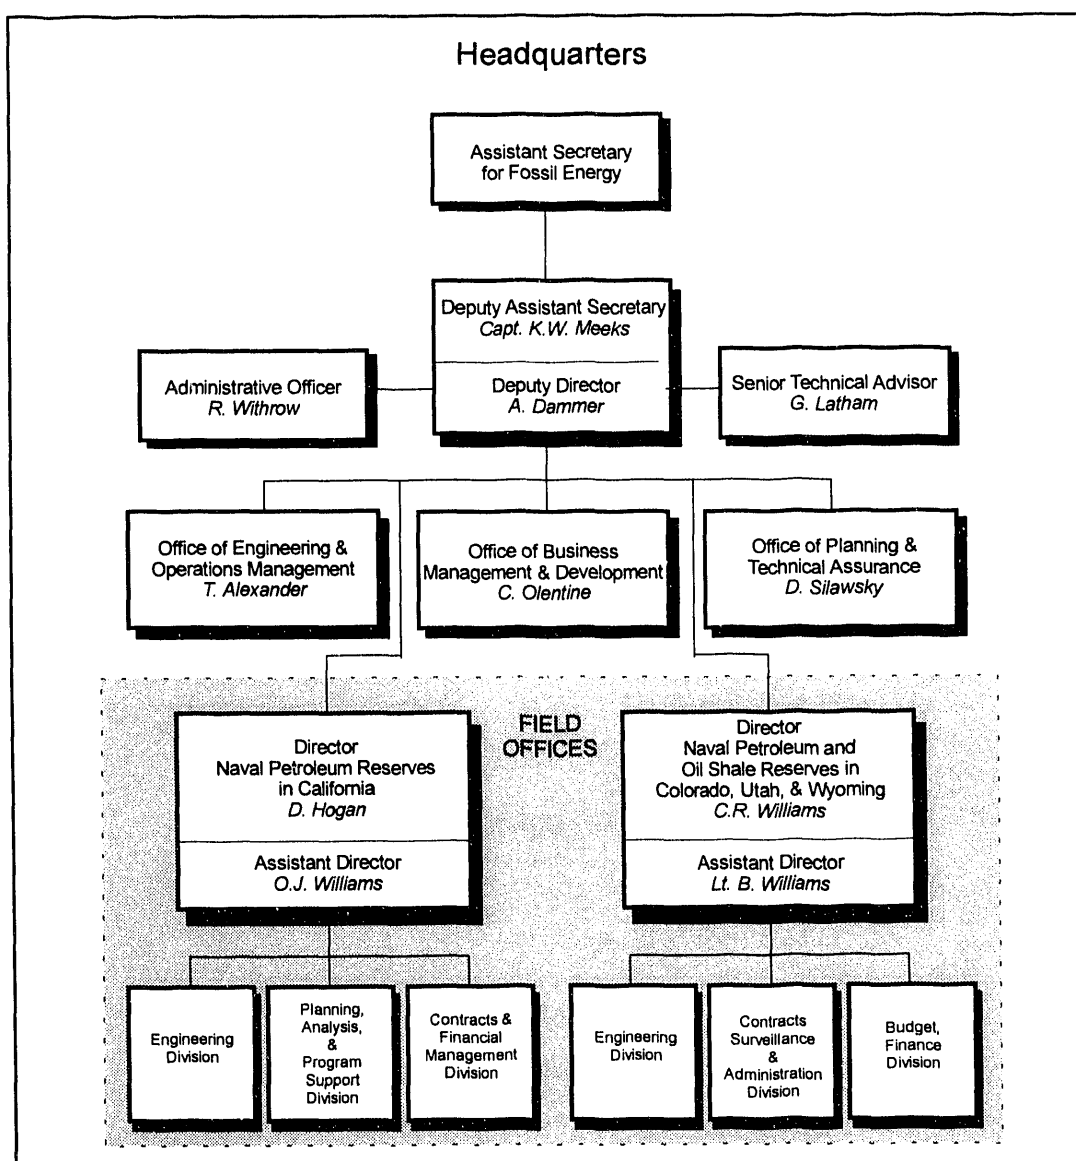 Headquarters
Assistant Secretary
for Fossil Energy
Deputy Assistant Secretary
Capt. K.W. Meeks
Administrative Officer
R. Withrow
Deputy Director
A. Dammer
Senior Technical Advisor
G. Latham
Office of Engineering &
Operations Management
T. Alexander
Office of Business
Management & Development
C. Olentine
Office of Planning &
Technical Assurance
D. Silawsky
FIELD
OFFICES
Director
Naval Petroleum Reserves
in California
D. Hogan
Assistant Director
O.J. Williams
Director
Naval Petroleum and
Oil Shale Reserves in
Colorado, Utah, & Wyoming
C.R. Williams
Assistant Director
Lt. B. Williams
Engineering
Division
Planning,
Analysis,
&
Program
Support
Division
Contracts &
Financial
Management
Division
Engineering
Division
Contracts
Surveillance
&
Administration
Division
Budget,
Finance
Division